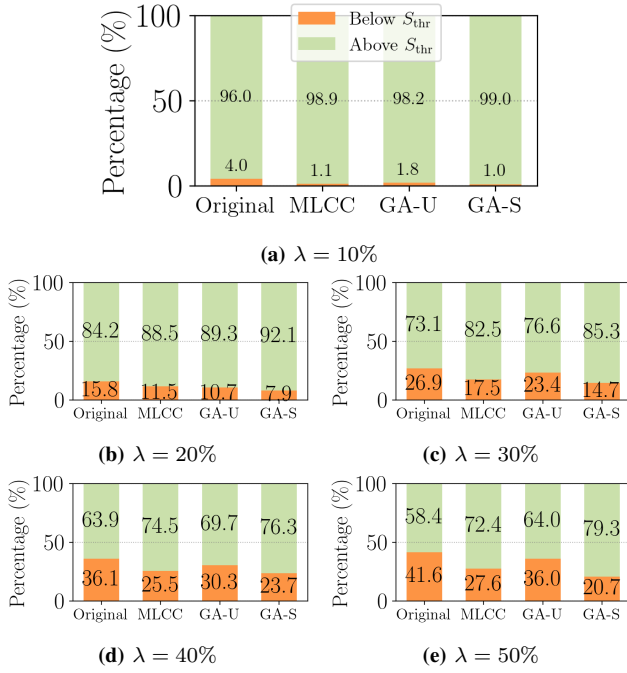 Below S_thr
Above S_thr
Percentage (%)
100
50
0
96.0 98.9 98.2 99.0
4.0 1.1 1.8 1.0
Original MLCC GA-U GA-S
(a) λ = 10%
Percentage (%)
100
50
0
84.2 88.5 89.3 92.1
15.8 11.5 10.7 7.9
Original MLCC GA-U GA-S
(b) λ = 20%
Percentage (%)
100
50
0
73.1 82.5 76.6 85.3
26.9 17.5 23.4 14.7
Original MLCC GA-U GA-S
(c) λ = 30%
Percentage (%)
100
50
0
63.9 74.5 69.7 76.3
36.1 25.5 30.3 23.7
Original MLCC GA-U GA-S
(d) λ = 40%
Percentage (%)
100
50
0
58.4 72.4 64.0 79.3
41.6 27.6 36.0 20.7
Original MLCC GA-U GA-S
(e) λ = 50%